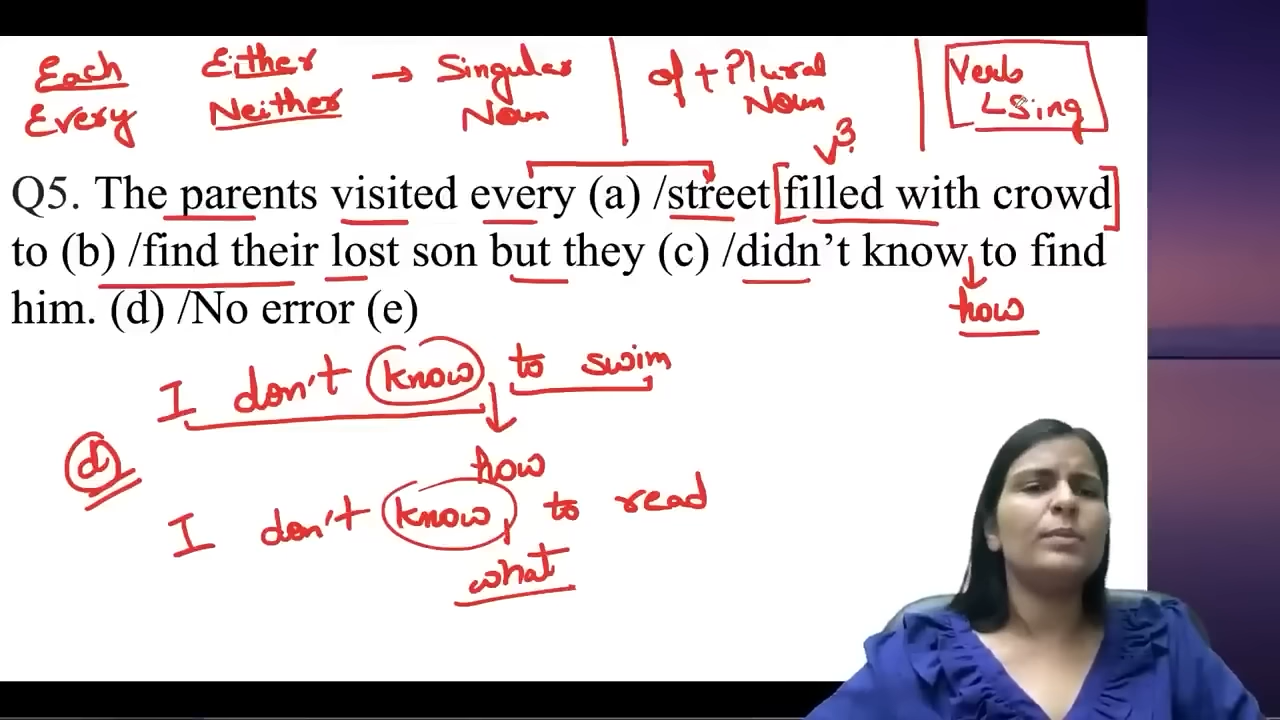 Each Either → Singular | of + Plural | Verb
Every Neither Noun Noun Sing
V3
Q5. The parents visited every (a) /street [filled with crowd]
to (b) /find their lost son but they (c) /didn't know to find
how
him. (d) /No error (e)
I don't know to swim
how
(d)
I don't know to read
what